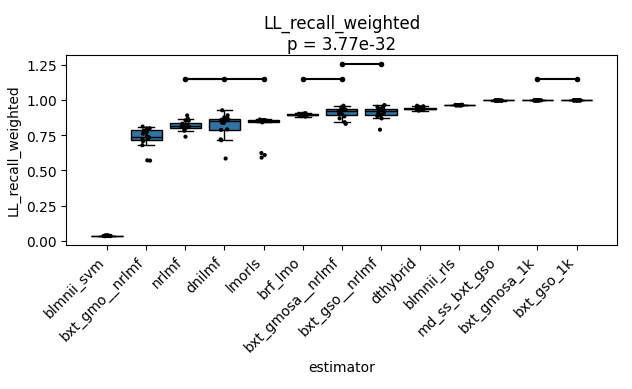 LL_recall_weighted
p = 3.77e-32
LL_recall_weighted
1.25
1.00
0.75
0.50
0.25
0.00
blmnii_svm
bxt_gmo__nrlmf
nrlmf
dnilmf
lmorls
brf_lmo
bxt_gmosa__nrlmf
bxt_gso__nrlmf
dthybrid
blmnii_rls
md_ss_bxt_gso
bxt_gmosa_1k
bxt_gso_1k
estimator